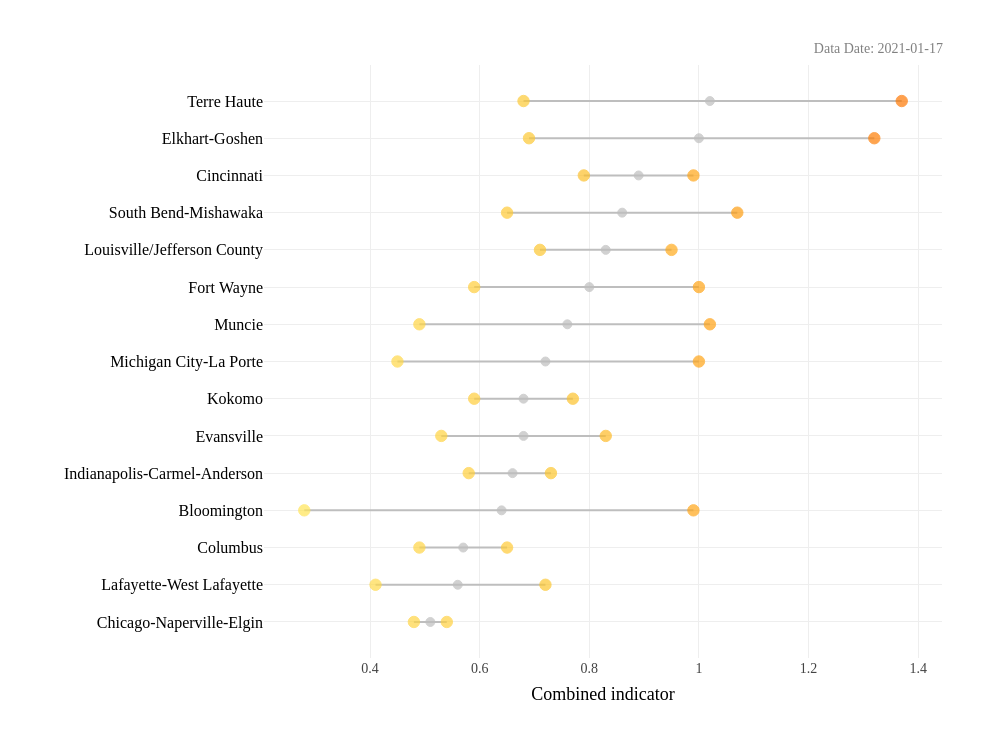 Data Date: 2021-01-17
Terre Haute
Elkhart-Goshen
Cincinnati
South Bend-Mishawaka
Louisville/Jefferson County
Fort Wayne
Muncie
Michigan City-La Porte
Kokomo
Evansville
Indianapolis-Carmel-Anderson
Bloomington
Columbus
Lafayette-West Lafayette
Chicago-Naperville-Elgin
0.4 0.6 0.8 1 1.2 1.4
Combined indicator